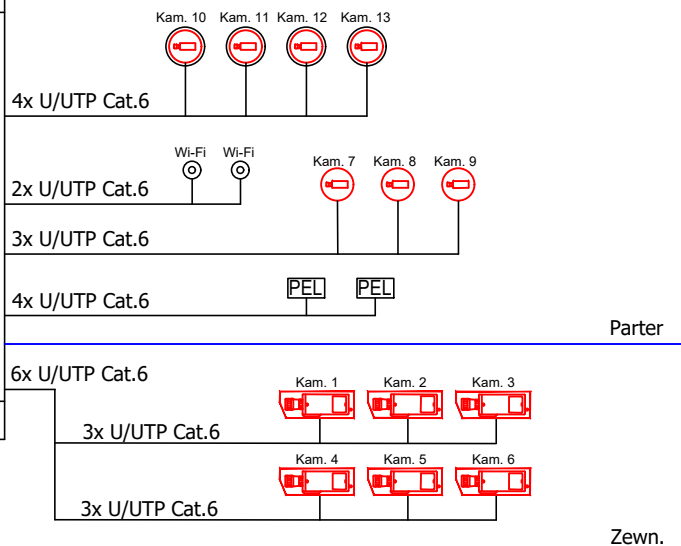 Kam. 10 Kam. 11 Kam. 12 Kam. 13
4x U/UTP Cat.6
Wi-Fi Wi-Fi
Kam. 7 Kam. 8 Kam. 9
2x U/UTP Cat.6
3x U/UTP Cat.6
PEL PEL
4x U/UTP Cat.6
Parter
6x U/UTP Cat.6
Kam. 1 Kam. 2 Kam. 3
3x U/UTP Cat.6
Kam. 4 Kam. 5 Kam. 6
3x U/UTP Cat.6
Zewn.